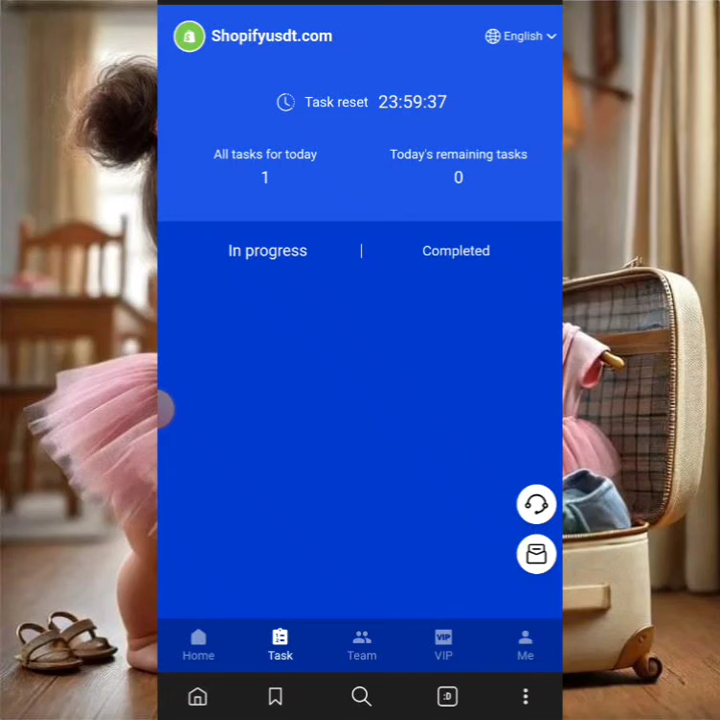 Shopifyusdt.com
English
Task reset 23:59:37
All tasks for today
Today's remaining tasks
1
0
In progress | Completed
Home
Task
Team
VIP
VIP
Me
:D